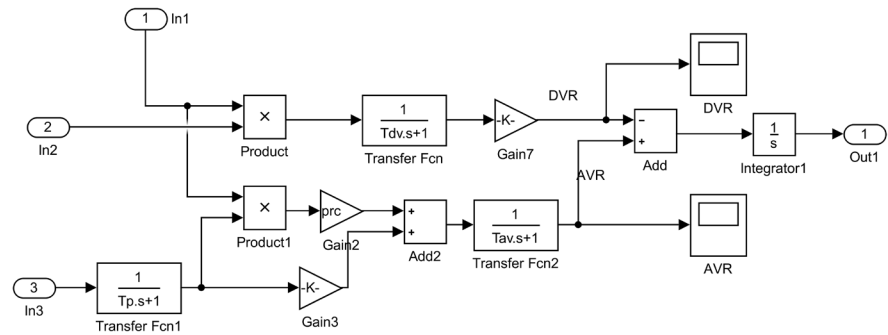 1
In1
2
In2
×
Product
1
Tdv.s+1
Transfer Fcn
-K-
Gain7
DVR
DVR
−
+
Add
1
s
Integrator1
1
Out1
×
Product1
prc
Gain2
+
+
Add2
1
Tav.s+1
Transfer Fcn2
AVR
AVR
3
In3
1
Tp.s+1
Transfer Fcn1
-K-
Gain3